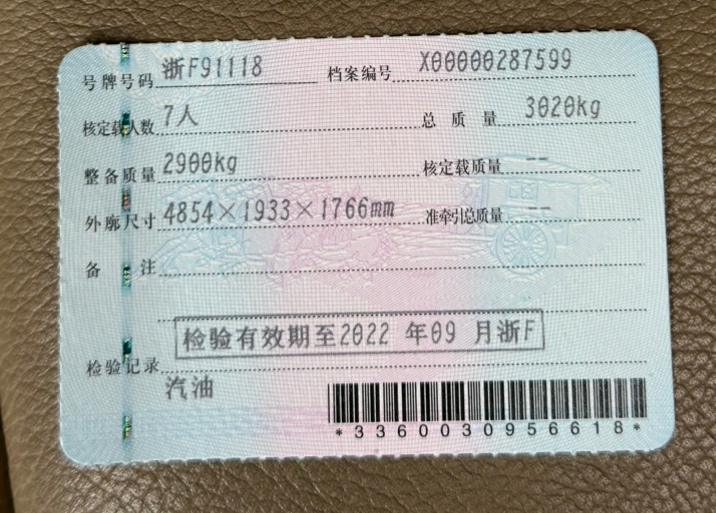 号牌号码 浙F91118 档案编号 X00000287599
核定载人数 7人 总质量 3020kg
整备质量 2900kg 核定载质量 --
外廓尺寸 4854×1933×1766mm 准牵引总质量 --
备注
检验有效期至2022 年09 月浙F
检验记录
汽油
*3360030956618*